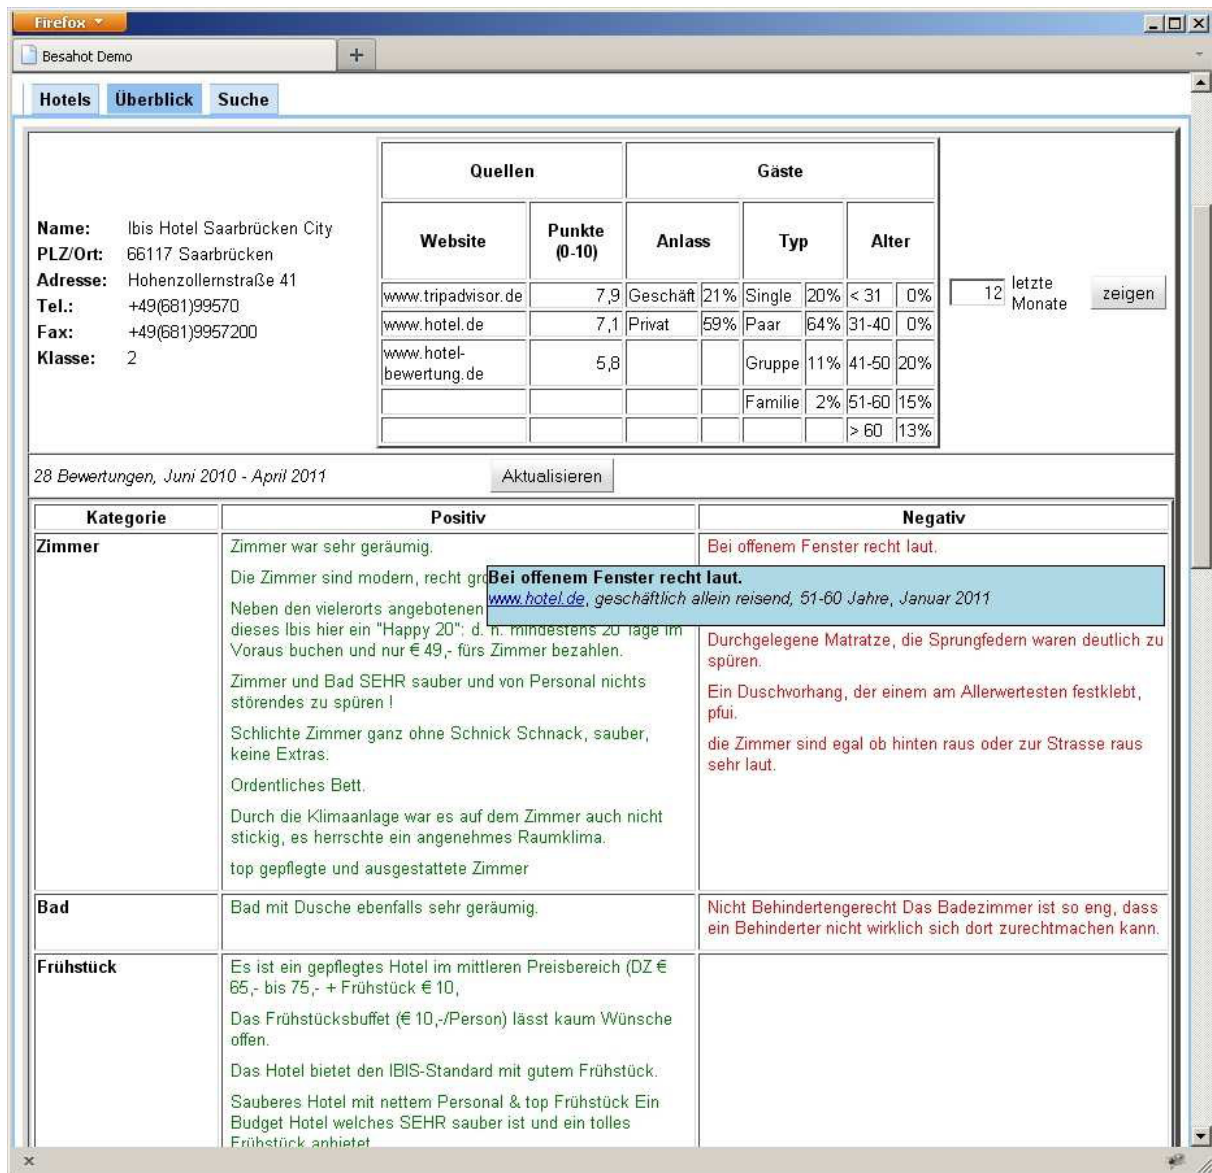 Firefox
Besahot Demo
+
Hotels Überblick Suche
Quellen Gäste
Name: Ibis Hotel Saarbrücken City
PLZ/Ort: 66117 Saarbrücken
Adresse: Hohenzollernstraße 41
Tel.: +49(681)99570
Fax: +49(681)9957200
Klasse: 2
Website Punkte (0-10) Anlass Typ Alter
www.tripadvisor.de 7,9 Geschäft 21% Single 20% < 31 0%
www.hotel.de 7,1 Privat 59% Paar 64% 31-40 0%
www.hotel-
bewertung.de 5,8 Gruppe 11% 41-50 20%
Familie 2% 51-60 15%
> 60 13%
12 letzte
Monate zeigen
28 Bewertungen, Juni 2010 - April 2011 Aktualisieren
Kategorie Positiv Negativ
Zimmer
Zimmer war sehr geräumig.
Die Zimmer sind modern, recht
Neben den vielerorts angebotenen
dieses Ibis hier ein "Happy 20": d. h. mindestens 20 Tage im
Voraus buchen und nur € 49,- fürs Zimmer bezahlen.
Zimmer und Bad SEHR sauber und von Personal nichts
störendes zu spüren !
Schlichte Zimmer ganz ohne Schnick Schnack, sauber,
keine Extras.
Ordentliches Bett.
Durch die Klimaanlage war es auf dem Zimmer auch nicht
stickig, es herrschte ein angenehmes Raumklima.
top gepflegte und ausgestattete Zimmer
Bei offenem Fenster recht laut.
Bei offenem Fenster recht laut.
www.hotel.de, geschäftlich allein reisend, 51-60 Jahre, Januar 2011
Durchgelegene Matratze, die Sprungfedern waren deutlich zu
spüren.
Ein Duschvorhang, der einem am Allerwertesten festklebt,
pfui.
die Zimmer sind egal ob hinten raus oder zur Strasse raus
sehr laut.
Bad
Bad mit Dusche ebenfalls sehr geräumig.
Nicht Behindertengerecht Das Badezimmer ist so eng, dass
ein Behinderter nicht wirklich sich dort zurechtmachen kann.
Frühstück
Es ist ein gepflegtes Hotel im mittleren Preisbereich (DZ €
65,- bis 75,- + Frühstück € 10,
Das Frühstücksbuffet (€ 10,-/Person) lässt kaum Wünsche
offen.
Das Hotel bietet den IBIS-Standard mit gutem Frühstück.
Sauberes Hotel mit nettem Personal & top Frühstück Ein
Budget Hotel welches SEHR sauber ist und ein tolles
Frühstück anbietet